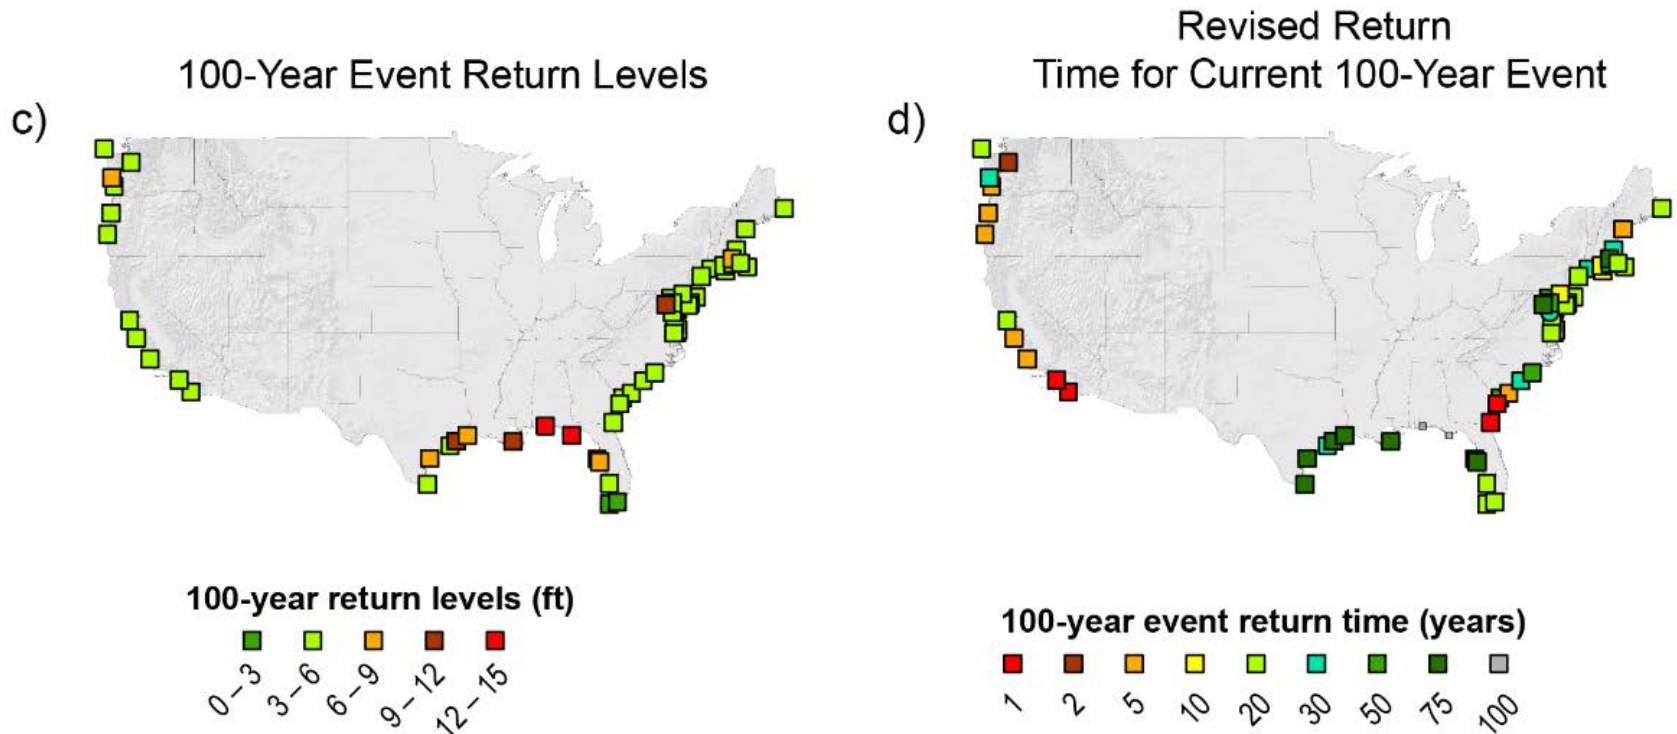 c)
100-Year Event Return Levels
100-year return levels (ft)
0 – 3
3 – 6
6 – 9
9 – 12
12 – 15
d)
Revised Return
Time for Current 100-Year Event
100-year event return time (years)
1
2
5
10
20
30
50
75
100